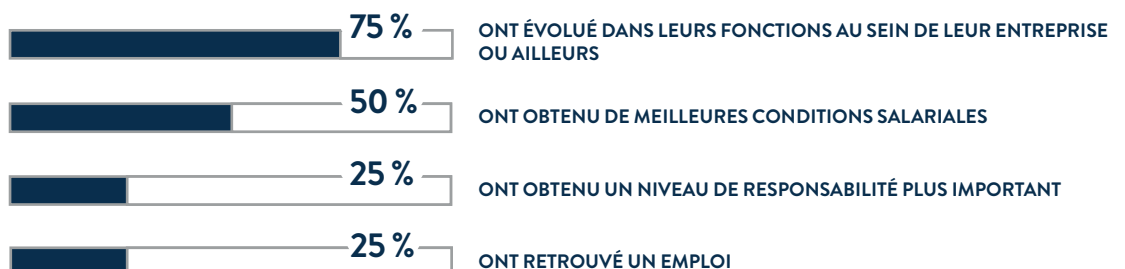 75 %
ONT ÉVOLUÉ DANS LEURS FONCTIONS AU SEIN DE LEUR ENTREPRISE
OU AILLEURS
50 %
ONT OBTENU DE MEILLEURES CONDITIONS SALARIALES
25 %
ONT OBTENU UN NIVEAU DE RESPONSABILITÉ PLUS IMPORTANT
25 %
ONT RETROUVÉ UN EMPLOI